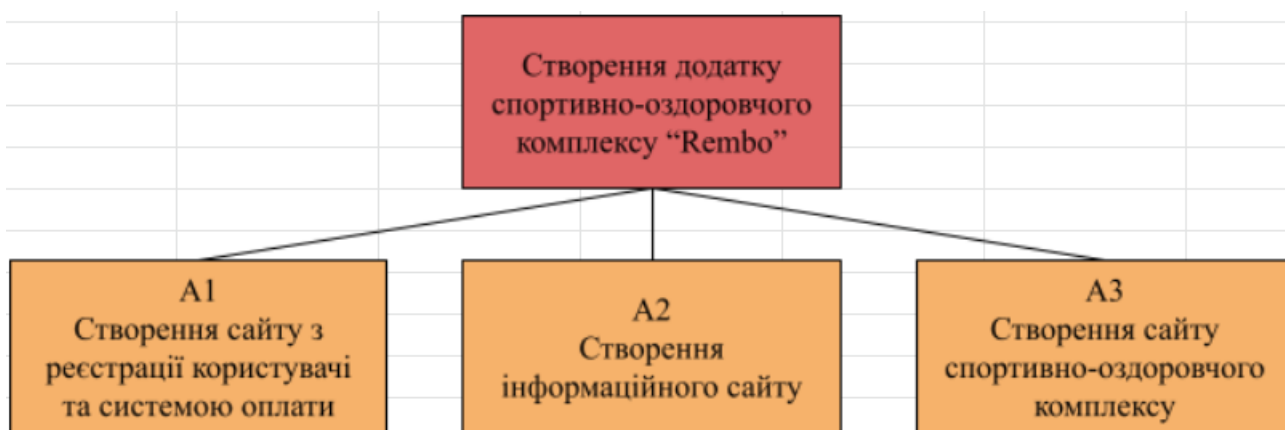 Створення додатку
спортивно-оздоровчого
комплексу “Rembo”
А1
Створення сайту з
реєстрації користувачі
та системою оплати
А2
Створення
інформаційного сайту
А3
Створення сайту
спортивно-оздоровчого
комплексу